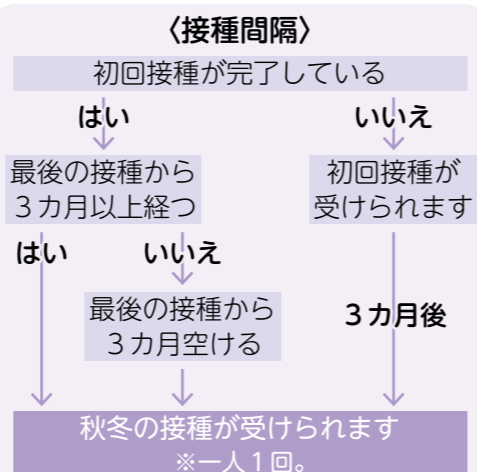 〈接種間隔〉
初回接種が完了している
はい
いいえ
最後の接種から
３カ月以上経つ
初回接種が
受けられます
はい
いいえ
最後の接種から
３カ月空ける
３カ月後
秋冬の接種が受けられます
※一人１回。